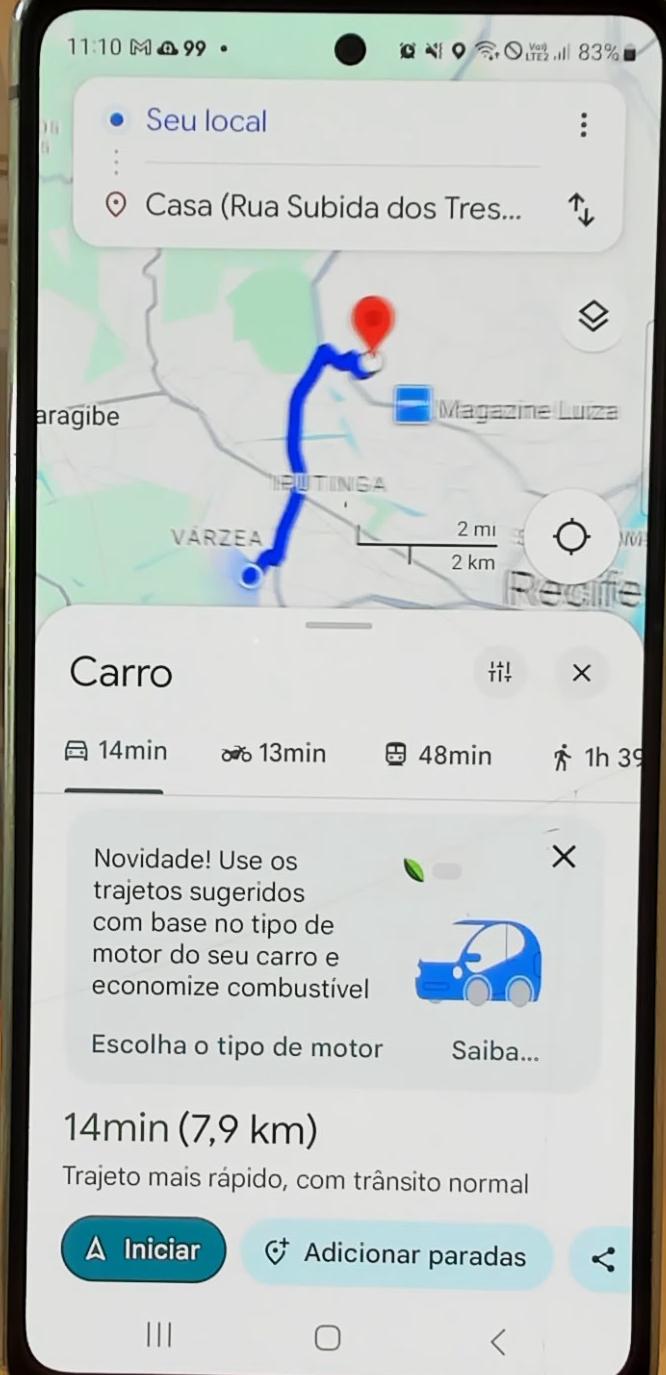 11:10 99 Vo)) LTE2 83%
Seu local
Casa (Rua Subida dos Tres...
aragibe
Magazine Luiza
IPUTINGA
VÁRZEA
2 mi
2 km
Recife
Carro
14min 13min 48min 1h 39
Novidade! Use os
trajetos sugeridos
com base no tipo de
motor do seu carro e
economize combustível
Escolha o tipo de motor Saiba...
14min (7,9 km)
Trajeto mais rápido, com trânsito normal
Iniciar Adicionar paradas